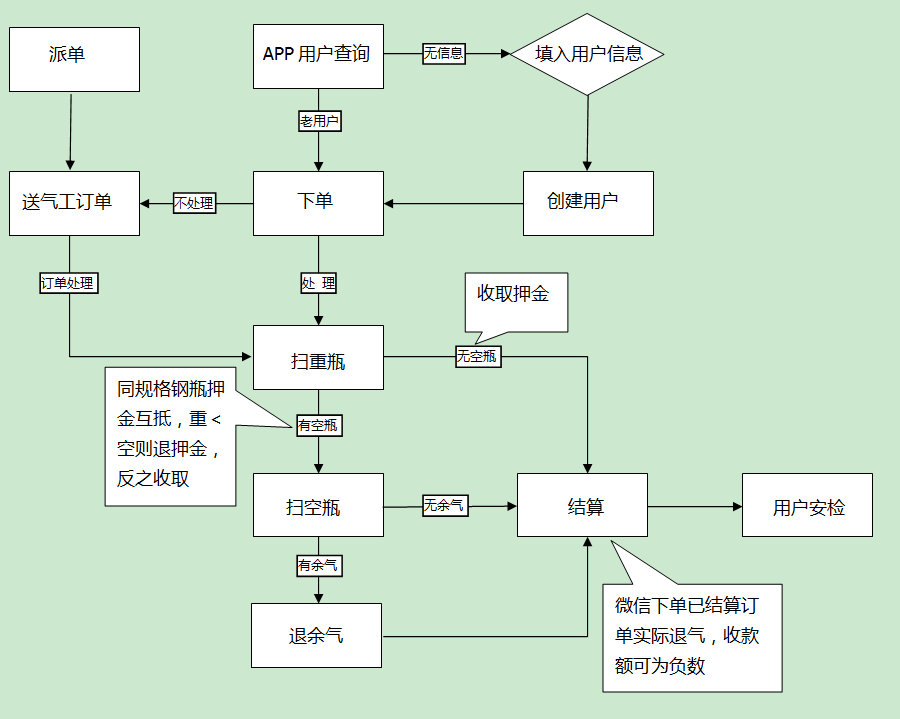 派单
APP 用户查询
无信息
填入用户信息
老用户
送气工订单
不处理
下单
创建用户
订单处理
处 理
收取押金
扫重瓶
无空瓶
同规格钢瓶押
金互抵，重＜
空则退押金，
反之收取
有空瓶
扫空瓶
无余气
结算
用户安检
有余气
退余气
微信下单已结算订
单实际退气，收款
额可为负数